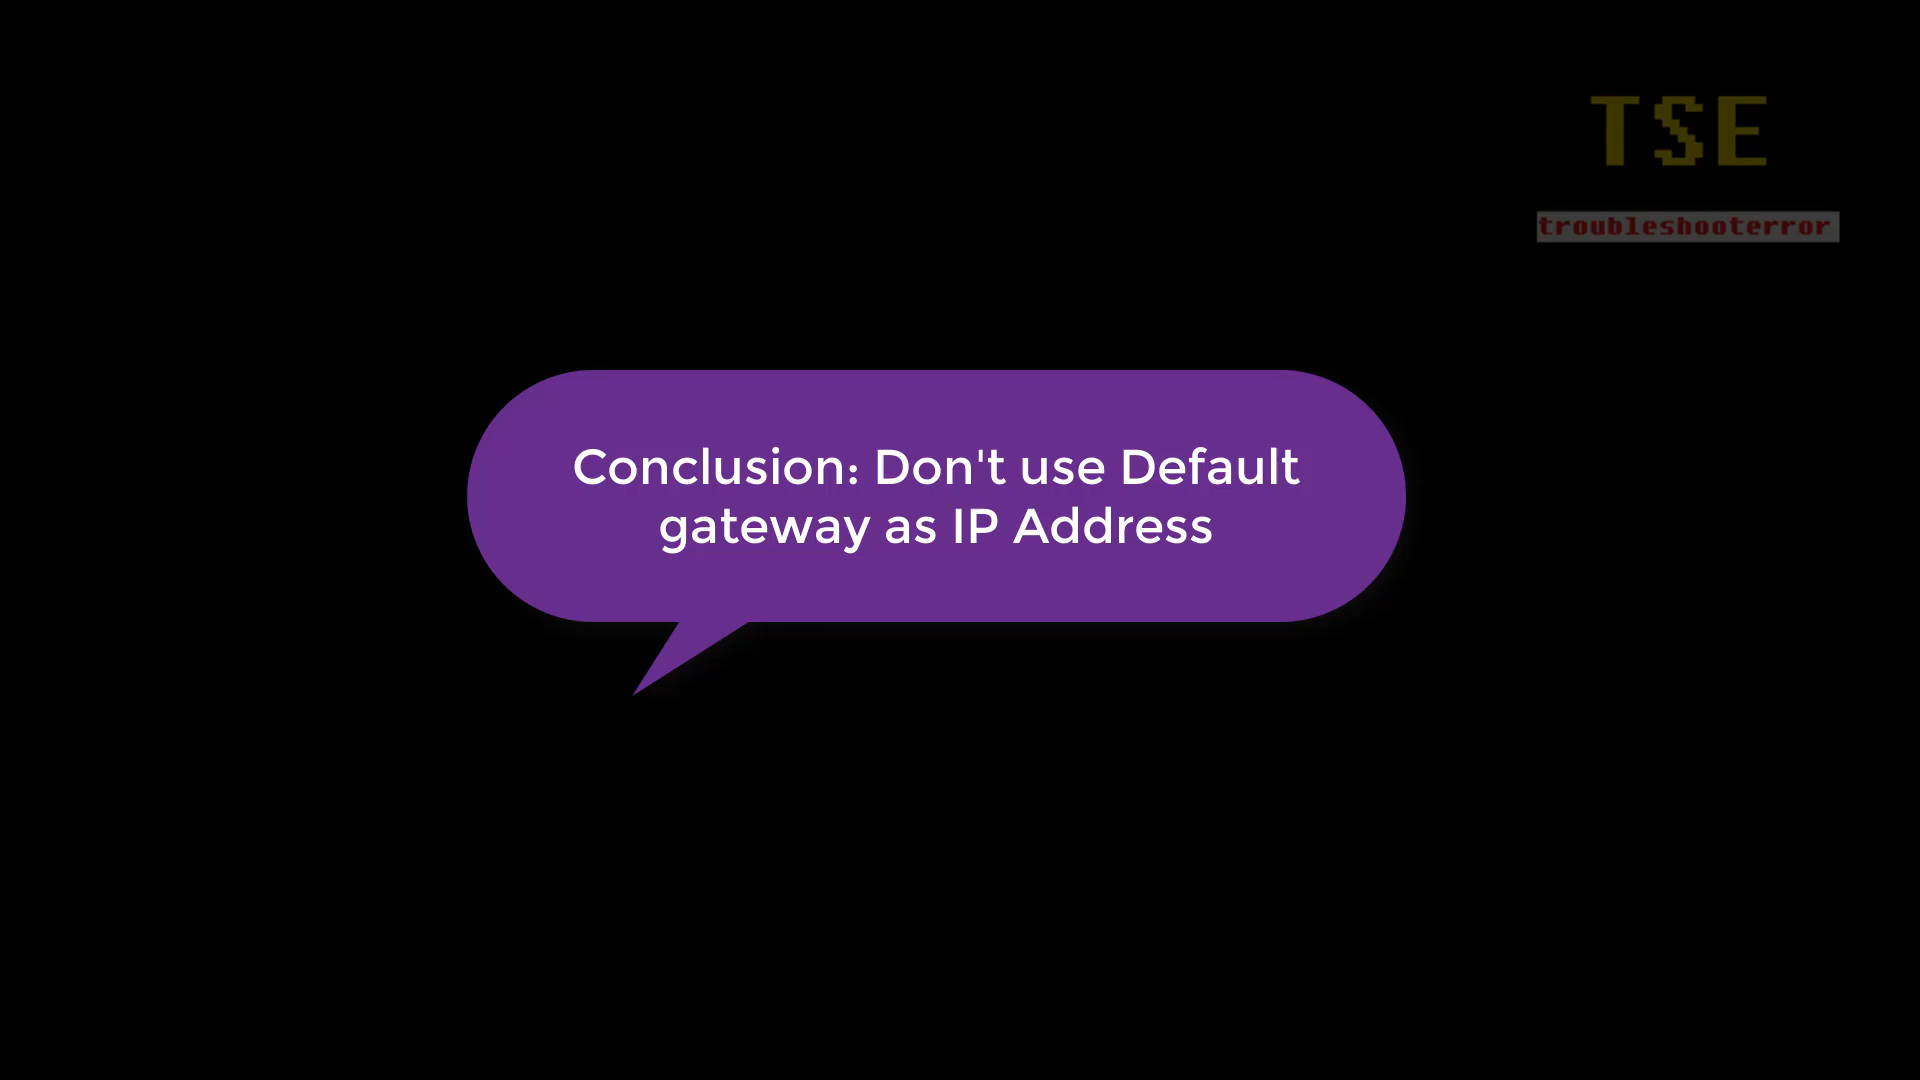 TSE
troubleshooterror
Conclusion: Don't use Default
gateway as IP Address